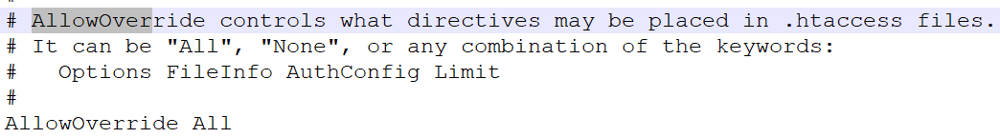 #
# AllowOverride controls what directives may be placed in .htaccess files.
# It can be "All", "None", or any combination of the keywords:
#   Options FileInfo AuthConfig Limit
#
AllowOverride All